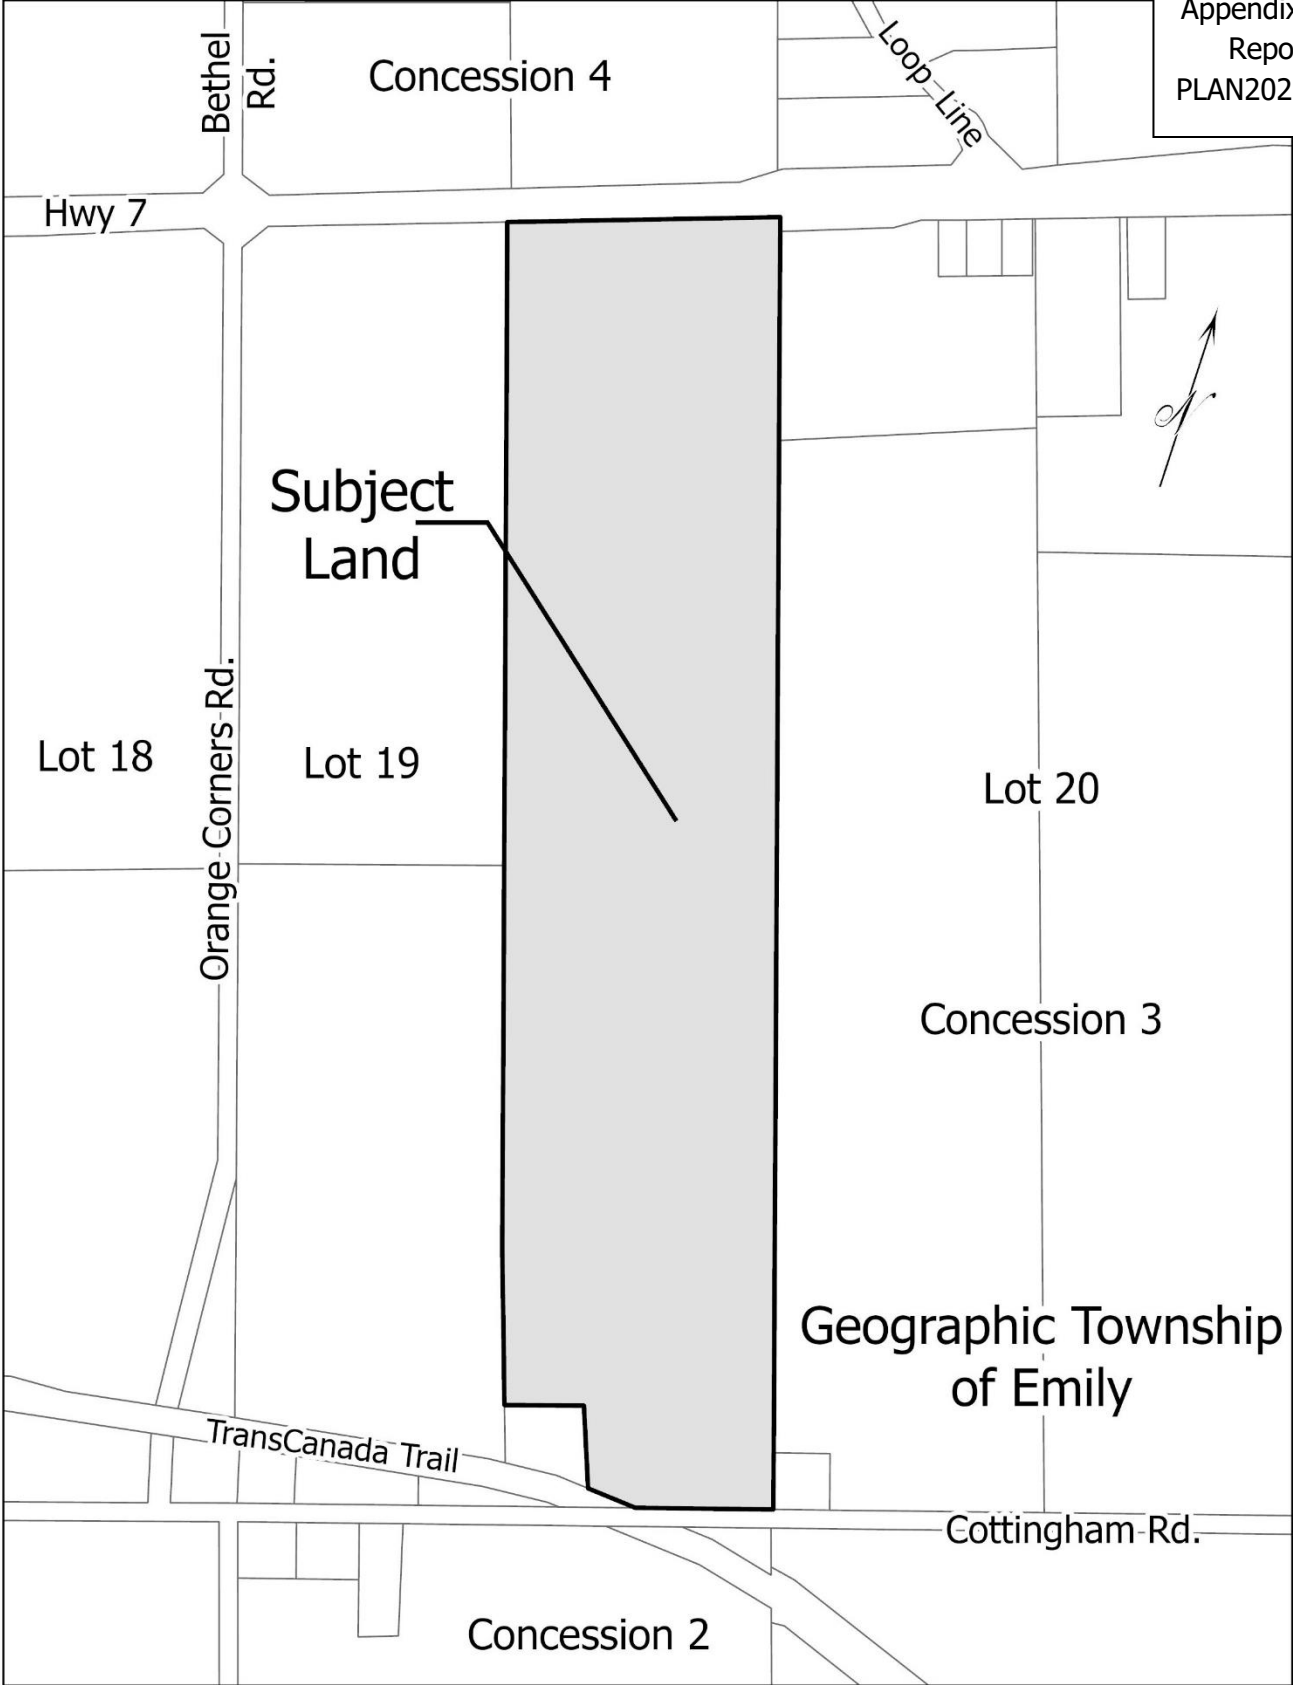 Appendix
Repo
PLAN202
Bethel
Rd.
Concession 4
Loop Line
Hwy 7
N
Subject
Land
Orange Corners Rd.
Lot 18
Lot 19
Lot 20
Concession 3
Geographic Township
of Emily
TransCanada Trail
Cottingham Rd.
Concession 2